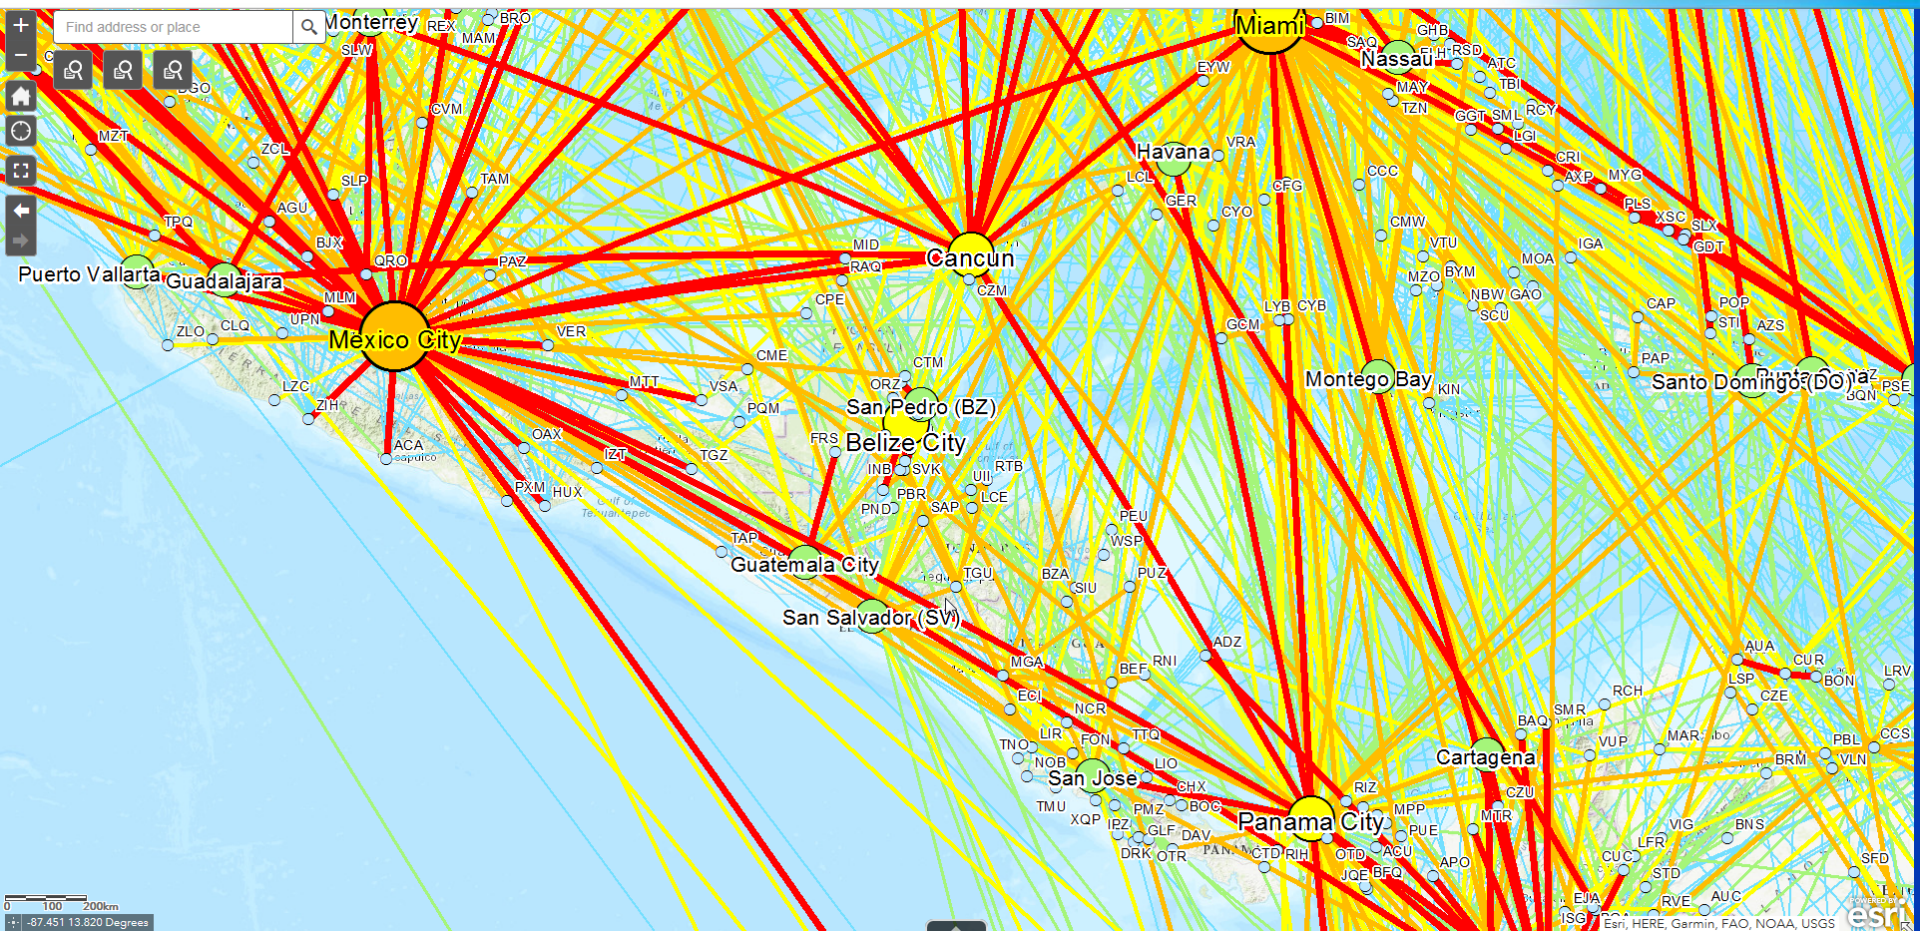 Find address or place
Monterrey
REX
BRO
MAM
SLW
Miami
BIM
GHB
SAQ
ELH
RSD
Nassau
ATC
EYW
MAY
TBI
TZN
DGO
CVM
GGT
SML
RCY
LGI
MZT
ZCL
Havana
VRA
CRI
CCC
AXP
MYG
SLP
TAM
LCL
CFG
GER
PLS
TPQ
AGU
CYO
XSC
SLX
CMW
GDT
BJX
MID
VTU
IGA
QRO
PAZ
RAQ
Cancun
MOA
Puerto Vallarta
Guadalajara
MZO
BYM
CZM
MLM
CPE
NBW
GAO
LYB
CYB
CAP
POP
UPN
SCU
ZLO
CLQ
Mexico City
VER
GCM
STI
AZS
CME
CTM
PAP
MTT
VSA
ORZ
Montego Bay
KIN
Santo Domingo (DO)
PSE
BQN
LZC
ZIH
PQM
San Pedro (BZ)
ACA
OAX
FRS
Belize City
IZT
TGZ
INB
SVK
RTB
UII
PXM
HUX
Gulf of
Tehuantepec
PBR
LCE
PND
SAP
PEU
TAP
WSP
Guatemala City
TGU
BZA
PUZ
SIU
San Salvador (SV)
ADZ
MGA
BEF
RNI
AUA
CUR
ECI
LSP
BON
LRV
RCH
CZE
NCR
SMR
BAQ
LIR
FON
TTQ
TNO
VUP
MAR
PBL
CCS
NOB
LIO
Cartagena
BRM
VLN
San Jose
CHX
RIZ
CZU
TMU
PMZ
BOC
MPP
MTR
XQP
IPZ
GLF
DAV
Panama City
PUE
VIG
BNS
DRK
OTR
PANAMA
CTD
RIH
OTD
ACU
LFR
CUC
APO
SFD
JQE
BFQ
STD
EJA
RVE
AUC
ISG
0 100 200km
-87.451 13.820 Degrees
POWERED BY
esri
Esri, HERE, Garmin, FAO, NOAA, USGS